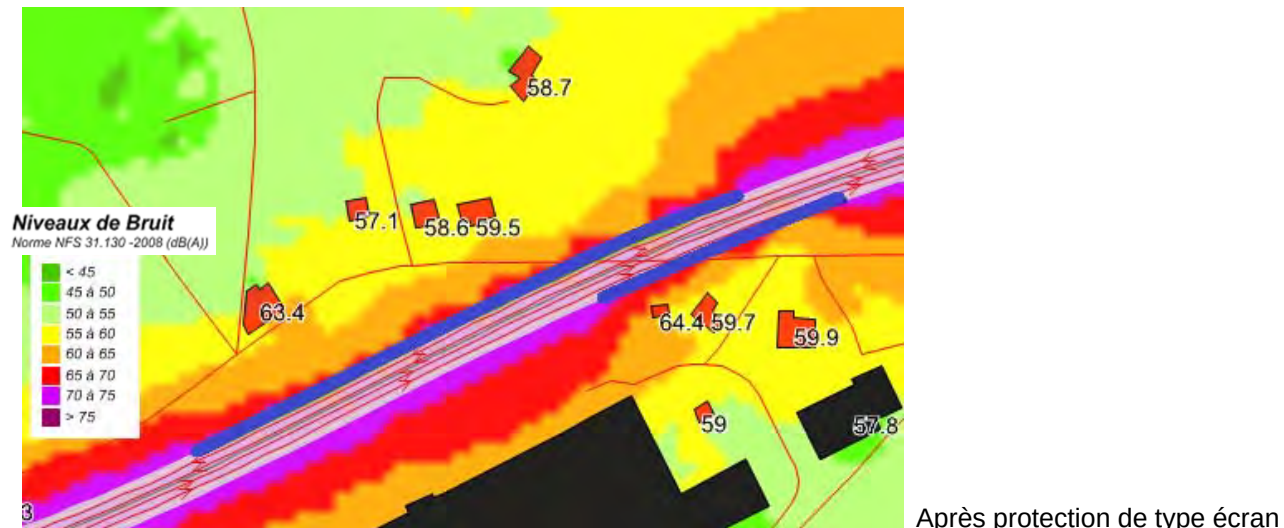 58.7
57.1
58.6 59.5
Niveaux de Bruit
Norme NFS 31.130 -2008 (dB(A))
< 45
45 à 50
50 à 55
55 à 60
60 à 65
65 à 70
70 à 75
> 75
63.4
64.4 59.7
59.9
59
57.8
3
Après protection de type écran